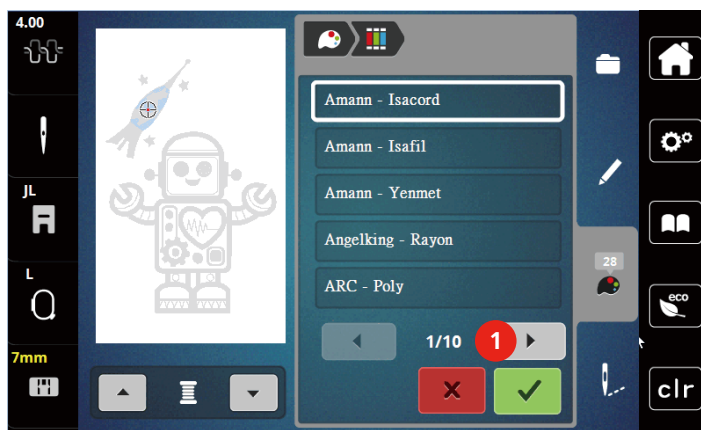 4.00
JL
L
7mm
Amann - Isacord
Amann - Isafil
Amann - Yenmet
Angelking - Rayon
ARC - Poly
1/10
1
28
eco
clr